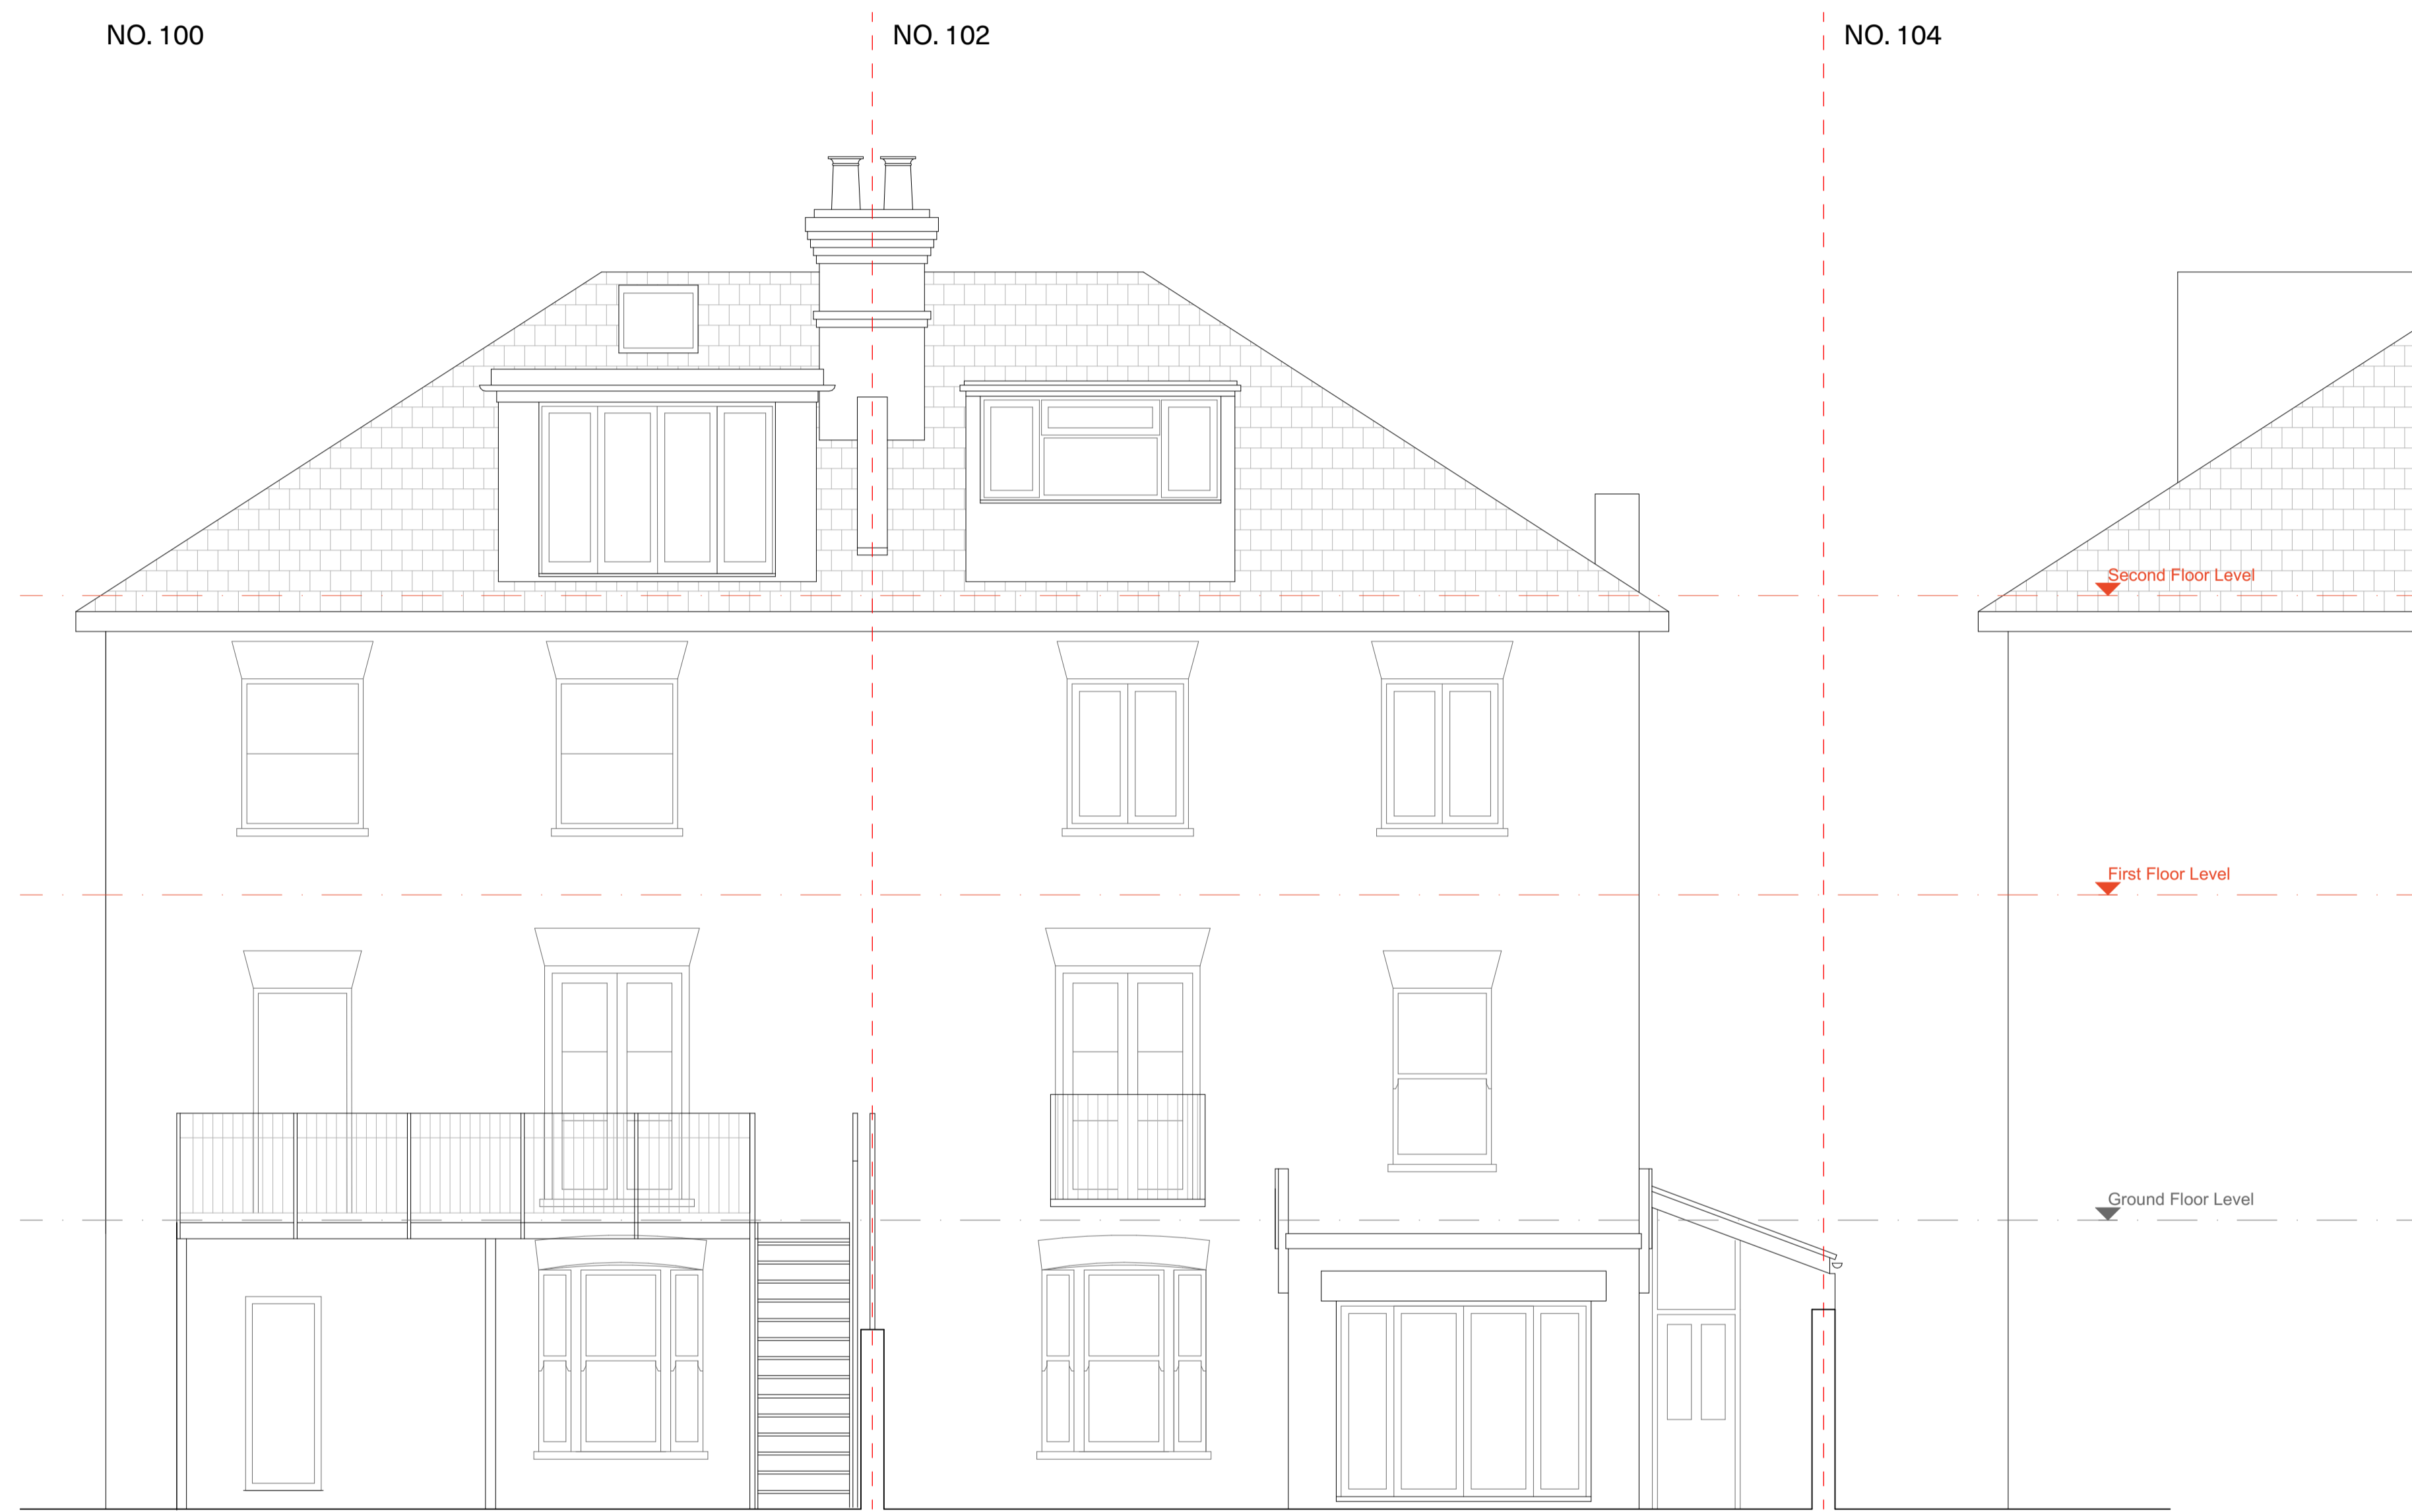 NO. 100
NO. 102
NO. 104
Second Floor Level
First Floor Level
Ground Floor Level